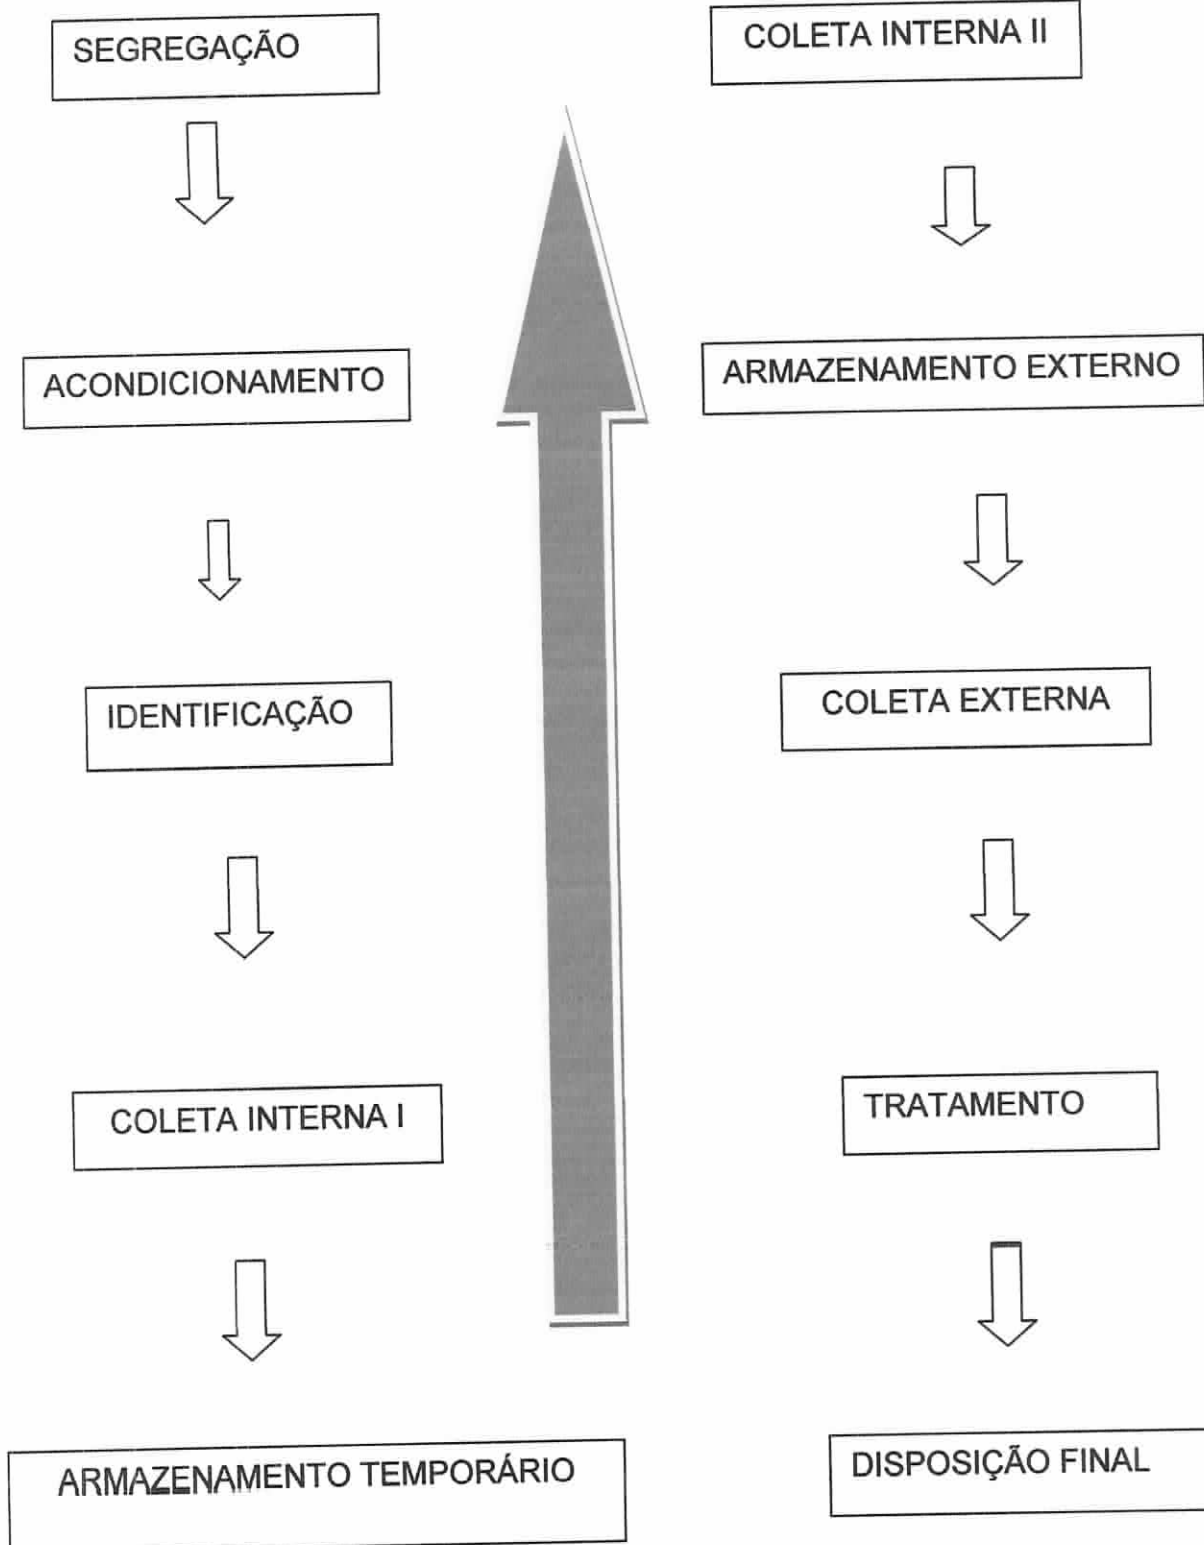 SEGREGAÇÃO
ACONDICIONAMENTO
IDENTIFICAÇÃO
COLETA INTERNA I
ARMAZENAMENTO TEMPORÁRIO
COLETA INTERNA II
ARMAZENAMENTO EXTERNO
COLETA EXTERNA
TRATAMENTO
DISPOSIÇÃO FINAL